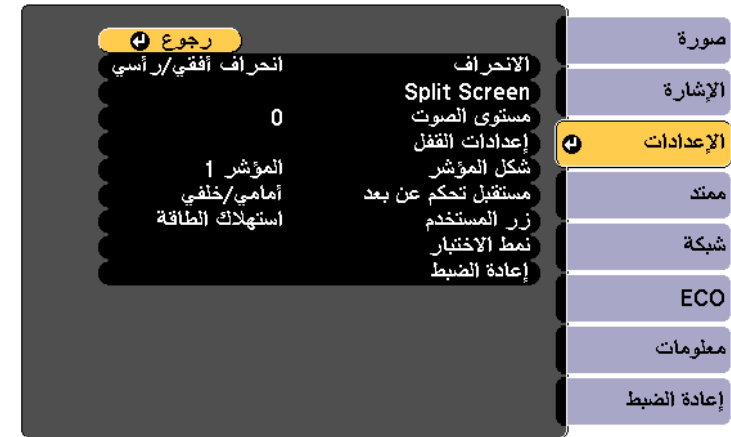 صورة
الإشارة
الإعدادات
ممتد
شبكة
ECO
معلومات
إعادة الضبط
رجوع
الانحراف انحراف أفقي/رأسي
Split Screen
مستوى الصوت 0
إعدادات القفل
شكل المؤشر المؤشر 1
مستقبل تحكم عن بعد أمامي/خلفي
زر المستخدم استهلاك الطاقة
نمط الاختبار
إعادة الضبط